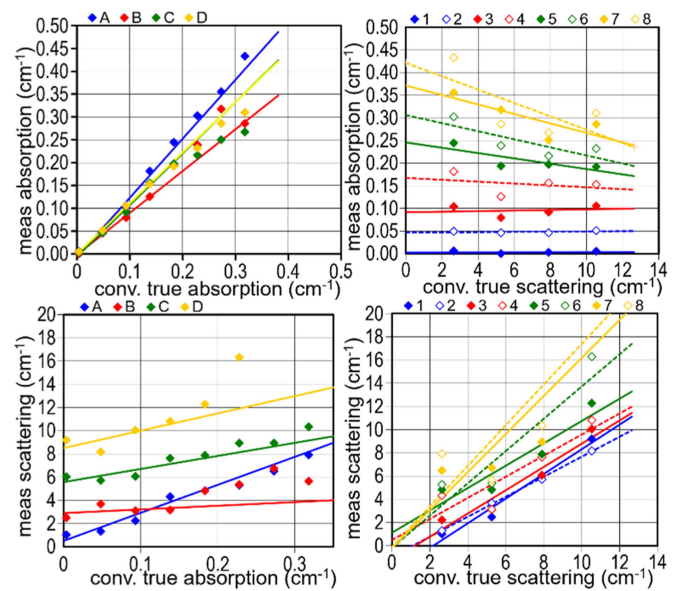 A B C D
0.50
0.45
0.40
0.35
0.30
0.25
0.20
0.15
0.10
0.05
0.00
meas absorption (cm-1)
0 0.1 0.2 0.3 0.4 0.5
conv. true absorption (cm-1)
1 2 3 4 5 6 7 8
0.50
0.45
0.40
0.35
0.30
0.25
0.20
0.15
0.10
0.05
0.00
meas absorption (cm-1)
0 2 4 6 8 10 12 14
conv. true scattering (cm-1)
A B C D
20
18
16
14
12
10
8
6
4
2
0
meas scattering (cm-1)
0 0.1 0.2 0.3
conv. true absorption (cm-1)
1 2 3 4 5 6 7 8
20
18
16
14
12
10
8
6
4
2
0
meas scattering (cm-1)
0 2 4 6 8 10 12 14
conv. true scattering (cm-1)